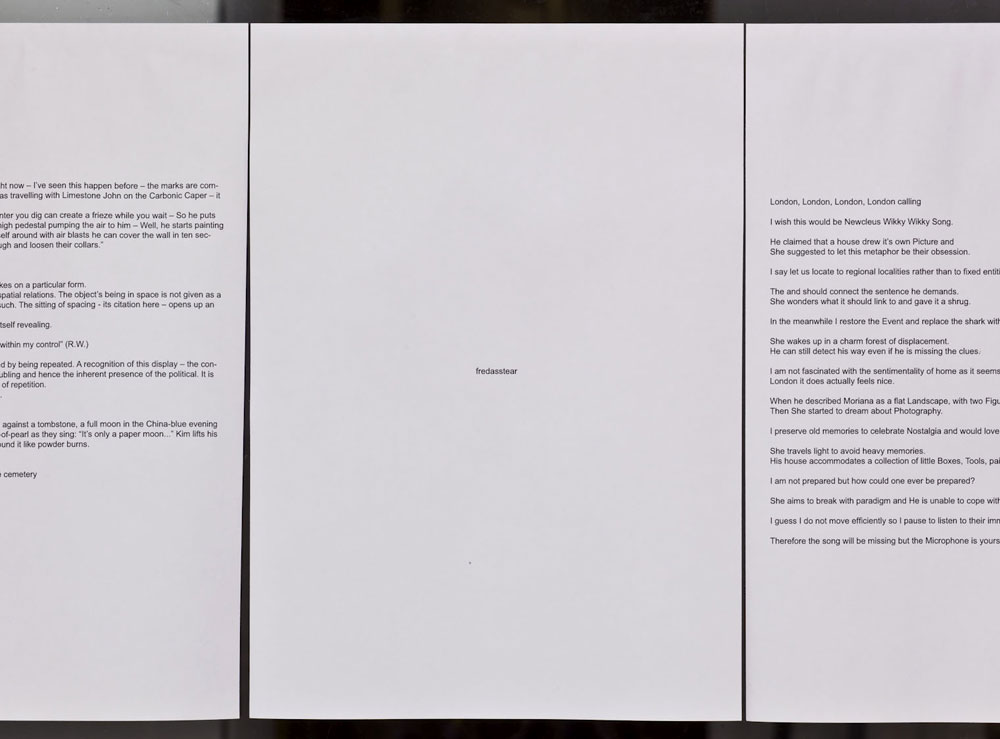 ht now – I've seen this happen before – the marks are com-
as travelling with Limestone John on the Carbonic Caper – it
nter you dig can create a frieze while you wait – So he puts
igh pedestal pumping the air to him – Well, he starts painting
elf around with air blasts he can cover the wall in ten sec-
ugh and loosen their collars."
kes on a particular form.
patial relations. The object's being in space is not given as a
such. The sitting of spacing - its citation here – opens up an
tself revealing.
within my control" (R.W.)
d by being repeated. A recognition of this display – the con-
ubling and hence the inherent presence of the political. It is
of repetition.
against a tombstone, a full moon in the China-blue evening
-of-pearl as they sing: "It's only a paper moon..." Kim lifts his
und it like powder burns.
cemetery
fredasstear
London, London, London, London calling
I wish this would be Newcleus Wikky Wikky Song.
He claimed that a house drew it's own Picture and
She suggested to let this metaphor be their obsession.
I say let us locate to regional localities rather than to fixed entiti
The and should connect the sentence he demands.
She wonders what it should link to and gave it a shrug.
In the meanwhile I restore the Event and replace the shark with
She wakes up in a charm forest of displacement.
He can still detect his way even if he is missing the clues.
I am not fascinated with the sentimentality of home as it seems
London it does actually feels nice.
When he described Moriana as a flat Landscape, with two Figu
Then She started to dream about Photography.
I preserve old memories to celebrate Nostalgia and would love
She travels light to avoid heavy memories.
His house accommodates a collection of little Boxes, Tools, pai
I am not prepared but how could one ever be prepared?
She aims to break with paradigm and He is unable to cope with
I guess I do not move efficiently so I pause to listen to their imm
Therefore the song will be missing but the Microphone is yours